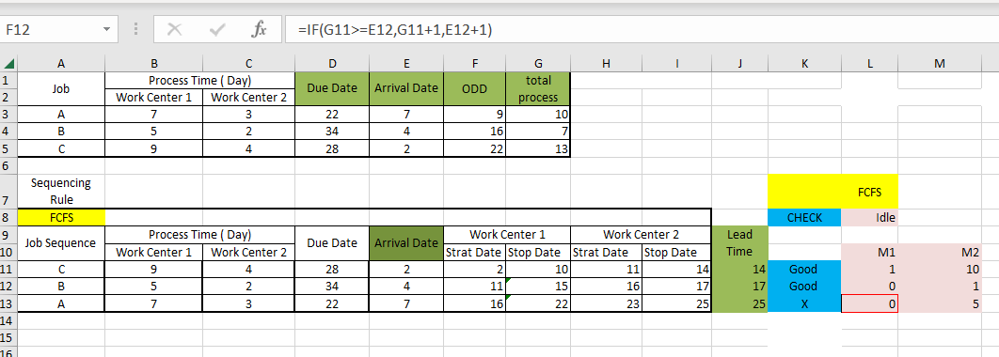 F12 fx =IF(G11>=E12,G11+1,E12+1)
A B C D E F G H I J K L M
1 Job Process Time ( Day) Due Date Arrival Date ODD total process
2 Work Center 1 Work Center 2
3 A 7 3 22 7 9 10
4 B 5 2 34 4 16 7
5 C 9 4 28 2 22 13
6
7 Sequencing Rule FCFS
8 FCFS CHECK Idle
9 Job Sequence Process Time ( Day) Due Date Arrival Date Work Center 1 Work Center 2 Lead Time
10 Work Center 1 Work Center 2 Strat Date Stop Date Strat Date Stop Date M1 M2
11 C 9 4 28 2 2 10 11 14 14 Good 1 10
12 B 5 2 34 4 11 15 16 17 17 Good 0 1
13 A 7 3 22 7 16 22 23 25 25 X 0 5
14
15
16